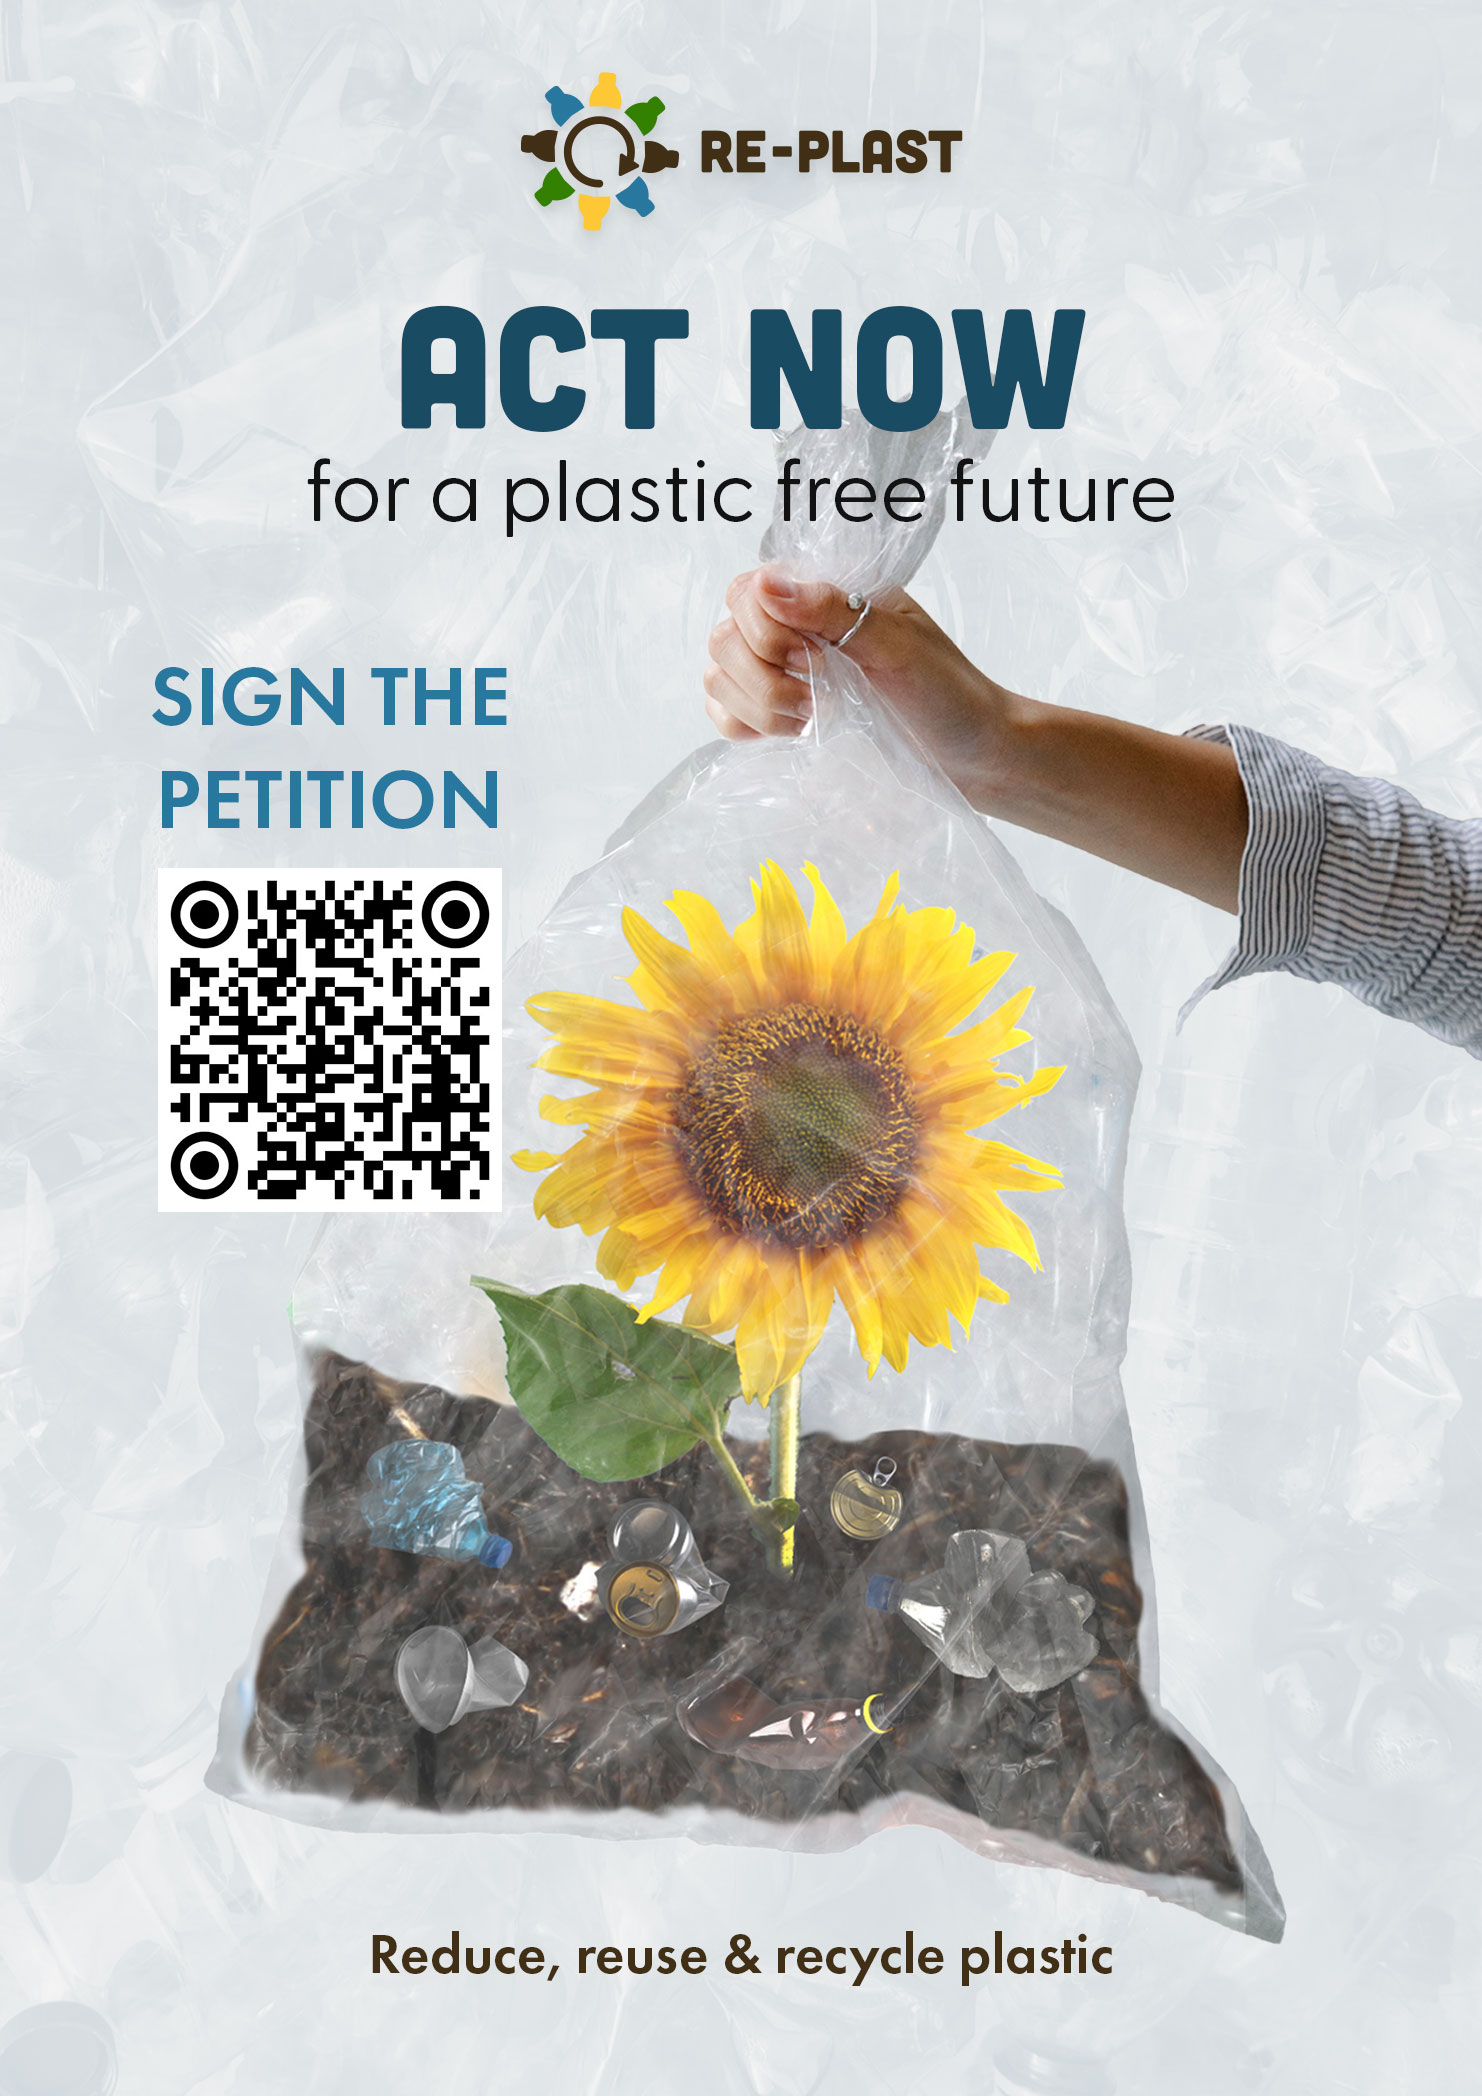 RE-PLAST
ACT NOW
for a plastic free future
SIGN THE
PETITION
Reduce, reuse & recycle plastic